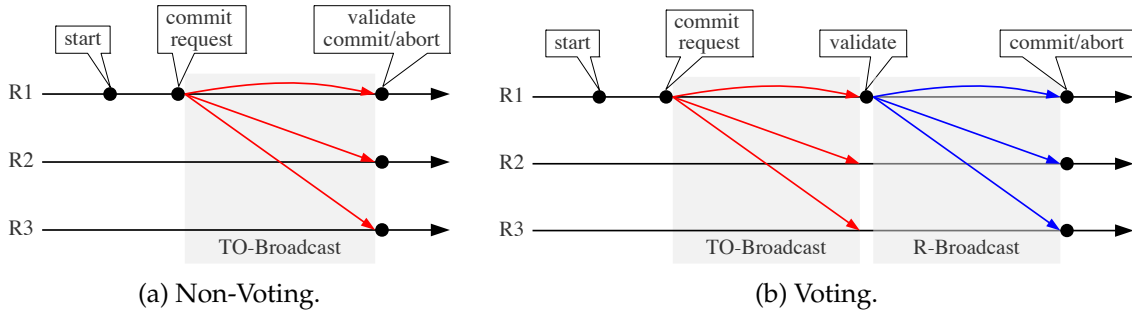 start
commit
request
validate
commit/abort
R1
R2
R3
TO-Broadcast
(a) Non-Voting.
start
commit
request
validate
commit/abort
R1
R2
R3
TO-Broadcast
R-Broadcast
(b) Voting.